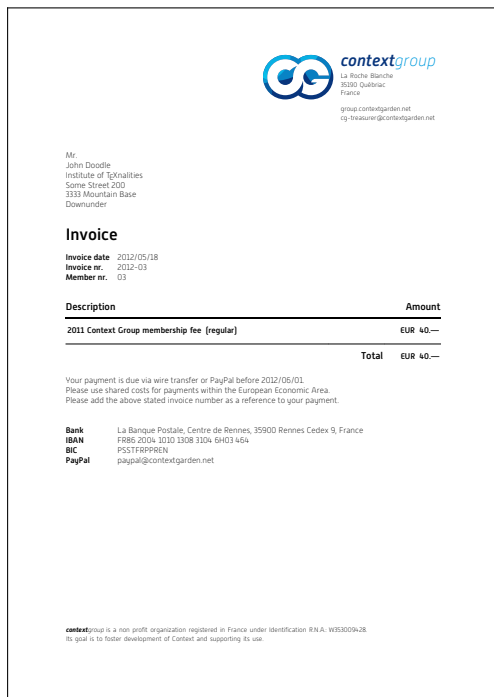 contextgroup
La Roche Blanche
35190 Québriac
France
group.contextgarden.net
cg-treasurer@contextgarden.net
Mr.
John Doodle
Institute of TEXnalities
Some Street 200
3333 Mountain Base
Downunder
Invoice
Invoice date 2012/05/18
Invoice nr. 2012-03
Member nr. 03
Description Amount
2011 Context Group membership fee (regular) EUR 40.—
Total EUR 40.—
Your payment is due via wire transfer or PayPal before 2012/06/01.
Please use shared costs for payments within the European Economic Area.
Please add the above stated invoice number as a reference to your payment.
Bank La Banque Postale, Centre de Rennes, 35900 Rennes Cedex 9, France
IBAN FR86 2004 1010 1308 3104 6H03 464
BIC PSSTFRPPREN
PayPal paypal@contextgarden.net
contextgroup is a non profit organization registered in France under Identification R.N.A.: W353009428.
Its goal is to foster development of Context and supporting its use.